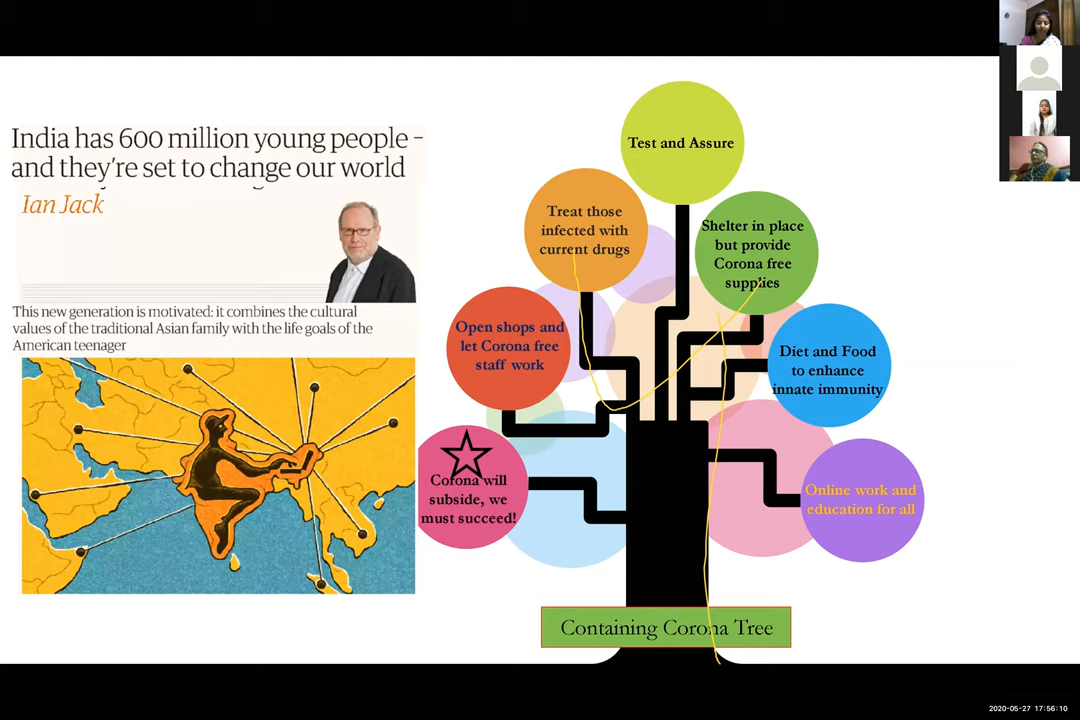 India has 600 million young people –
and they're set to change our world
Ian Jack
This new generation is motivated: it combines the cultural
values of the traditional Asian family with the life goals of the
American teenager
Test and Assure
Treat those
infected with
current drugs
Shelter in place
but provide
Corona free
supplies
Open shops and
let Corona free
staff work
Diet and Food
to enhance
innate immunity
Corona will
subside, we
must succeed!
Online work and
education for all
Containing Corona Tree
2020-05-27 17:56:10